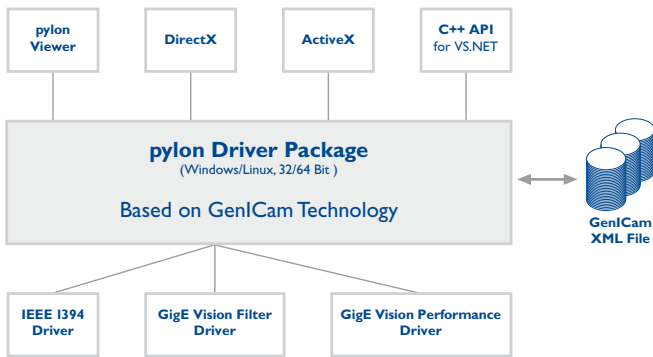 pylon
Viewer
DirectX
ActiveX
C++ API
for VS.NET
pylon Driver Package
(Windows/Linux, 32/64 Bit )
Based on GenICam Technology
GenICam
XML File
IEEE 1394
Driver
GigE Vision Filter
Driver
GigE Vision Performance
Driver